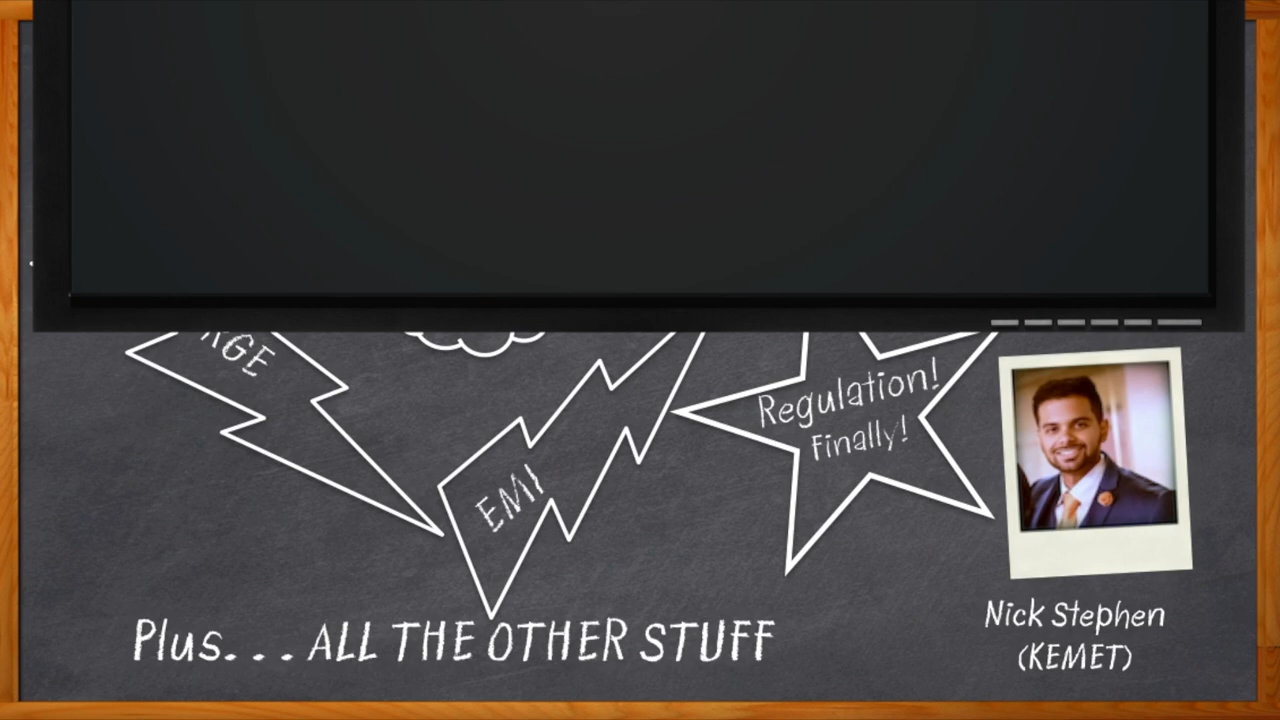 Regulation!
Finally!
EMI
Plus... ALL THE OTHER STUFF
Nick Stephen
(KEMET)